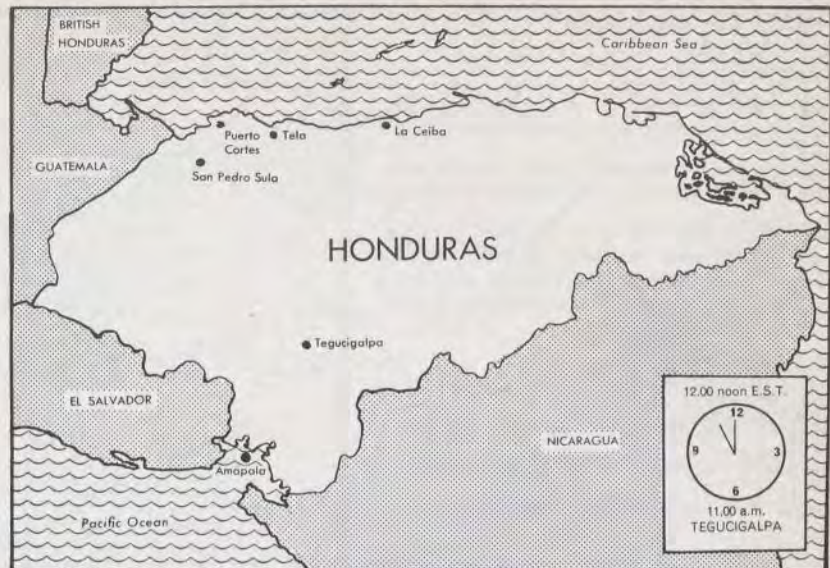 BRITISH
HONDURAS
Caribbean Sea
Puerto
Cortes
Tela
La Ceiba
GUATEMALA
San Pedro Sula
HONDURAS
Tegucigalpa
EL SALVADOR
NICARAGUA
Amapala
Pacific Ocean
12.00 noon E.S.T.
12
9
3
6
11.00 a.m.
TEGUCIGALPA